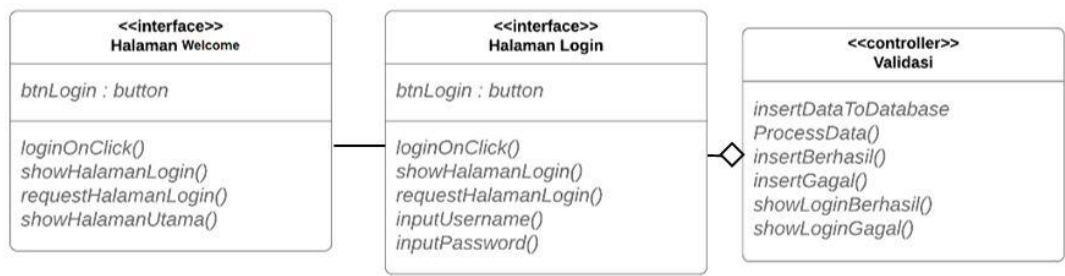 <<interface>>
Halaman Welcome
btnLogin : button
loginOnClick()
showHalamanLogin()
requestHalamanLogin()
showHalamanUtama()
<<interface>>
Halaman Login
btnLogin : button
loginOnClick()
showHalamanLogin()
requestHalamanLogin()
inputUsername()
inputPassword()
<<controller>>
Validasi
insertDataToDatabase
ProcessData()
insertBerhasil()
insertGagal()
showLoginBerhasil()
showLoginGagal()